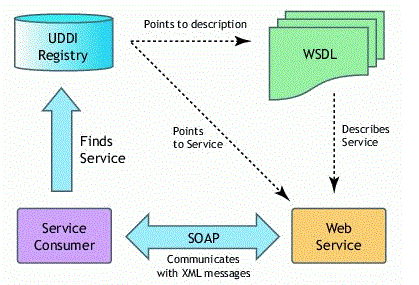 Points to description
UDDI
Registry
WSDL
Points
to Service
Describes
Service
Finds
Service
Service
Consumer
SOAP
Communicates
with XML messages
Web
Service